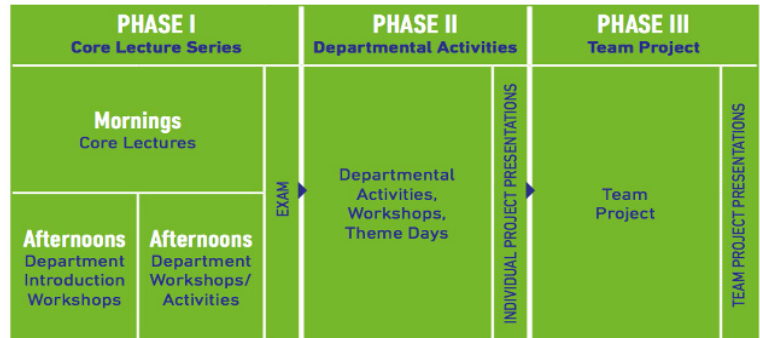 PHASE I
Core Lecture Series
Mornings
Core Lectures
Afternoons
Department
Introduction
Workshops
Afternoons
Department
Workshops/
Activities
EXAM
PHASE II
Departmental Activities
Departmental
Activities,
Workshops,
Theme Days
INDIVIDUAL PROJECT PRESENTATIONS
PHASE III
Team Project
Team
Project
TEAM PROJECT PRESENTATIONS